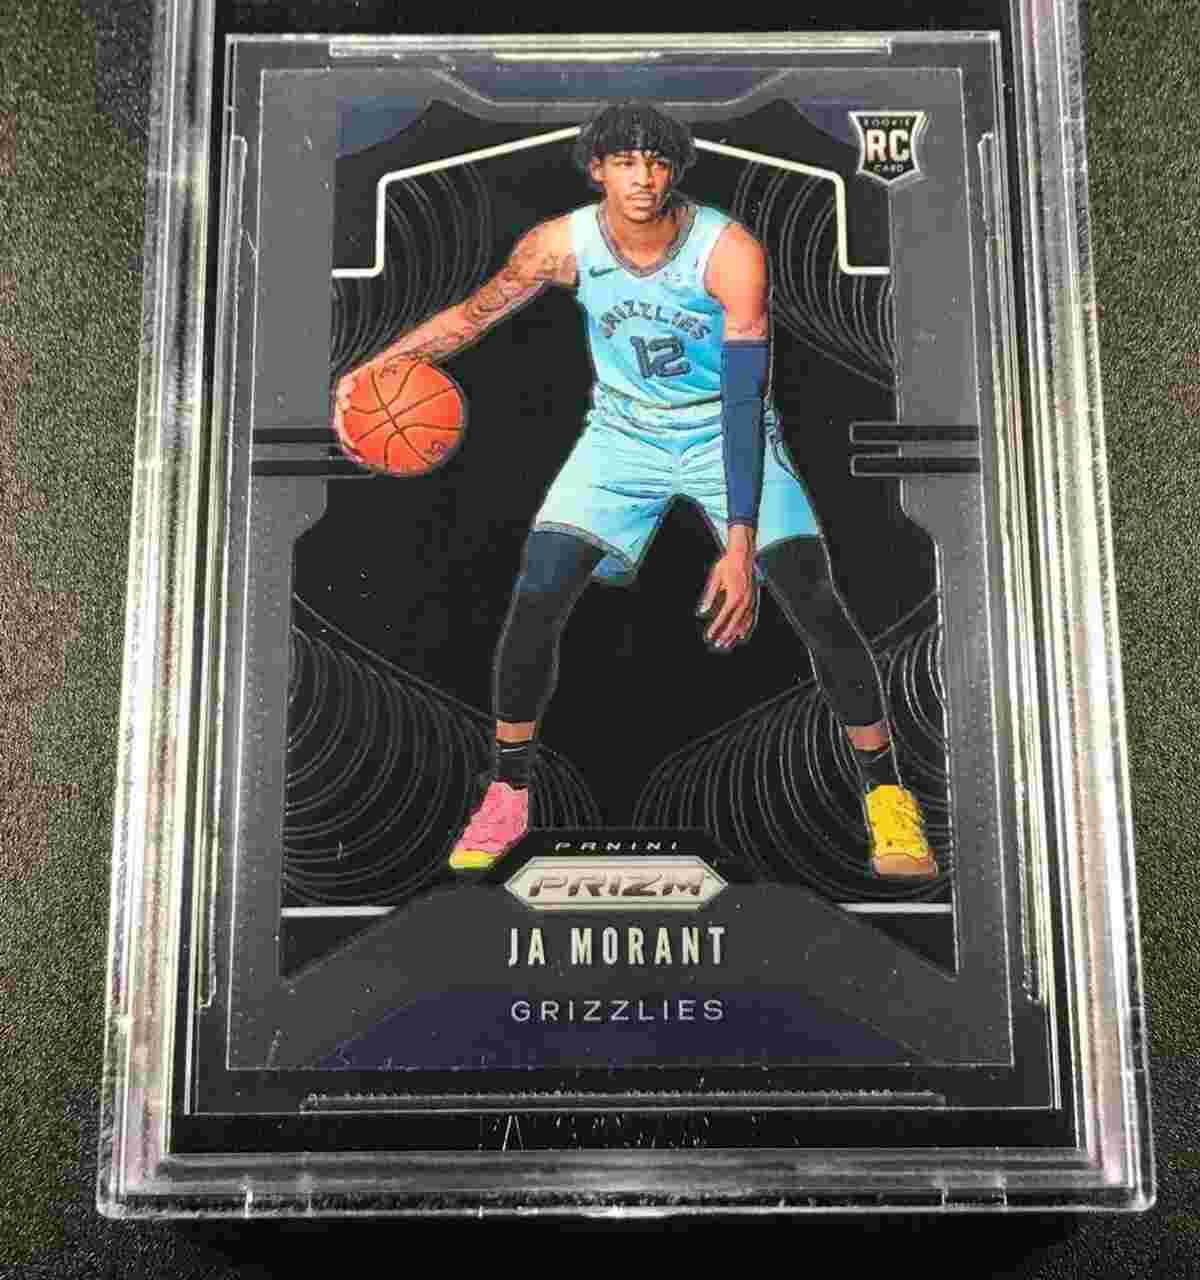 ROOKIE
RC
CARD
GRIZZLIES
12
PANINI
PRIZM
JA MORANT
GRIZZLIES